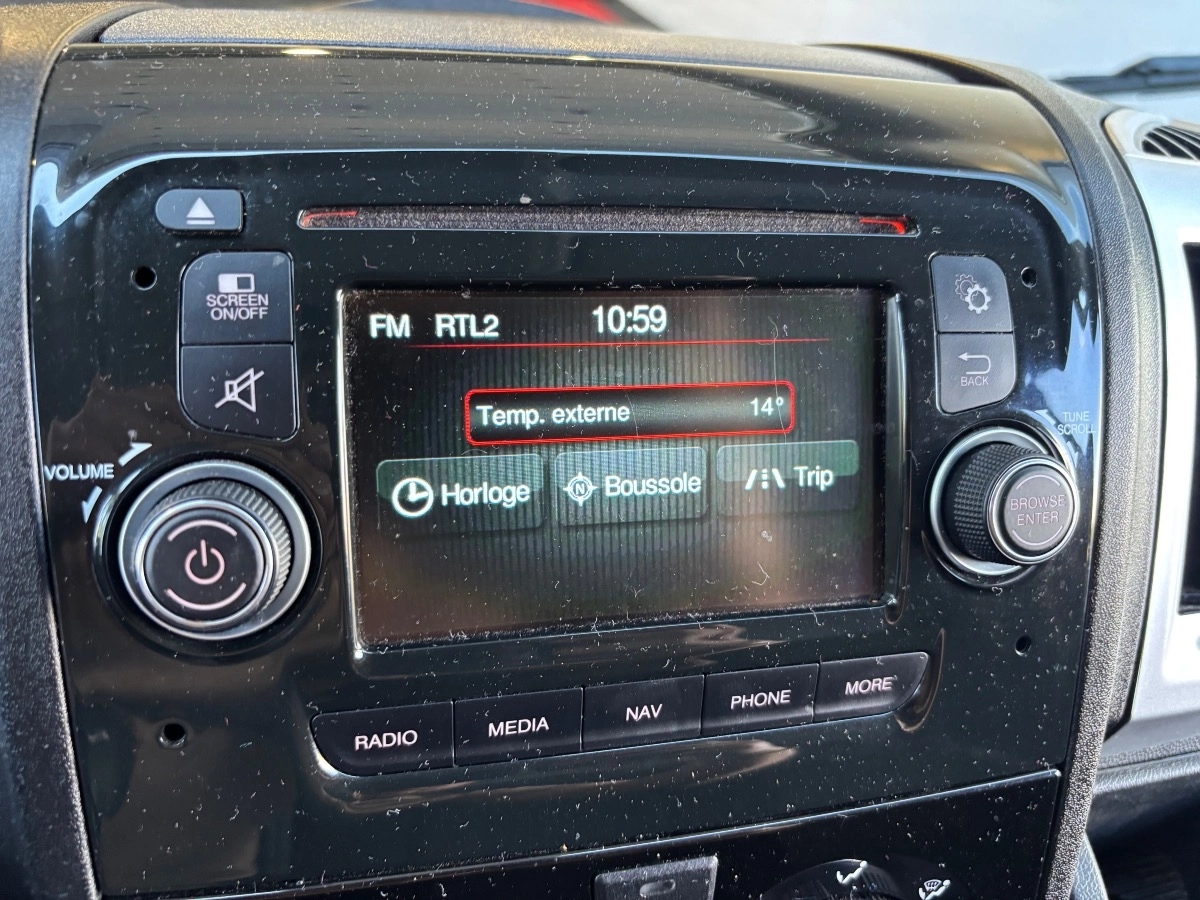 SCREEN
ON/OFF
VOLUME
FM RTL2 10:59
Temp. externe 14°
Horloge
N
Boussole
Trip
BACK
TUNE
SCROLL
BROWSE
ENTER
RADIO
MEDIA
NAV
PHONE
MORE